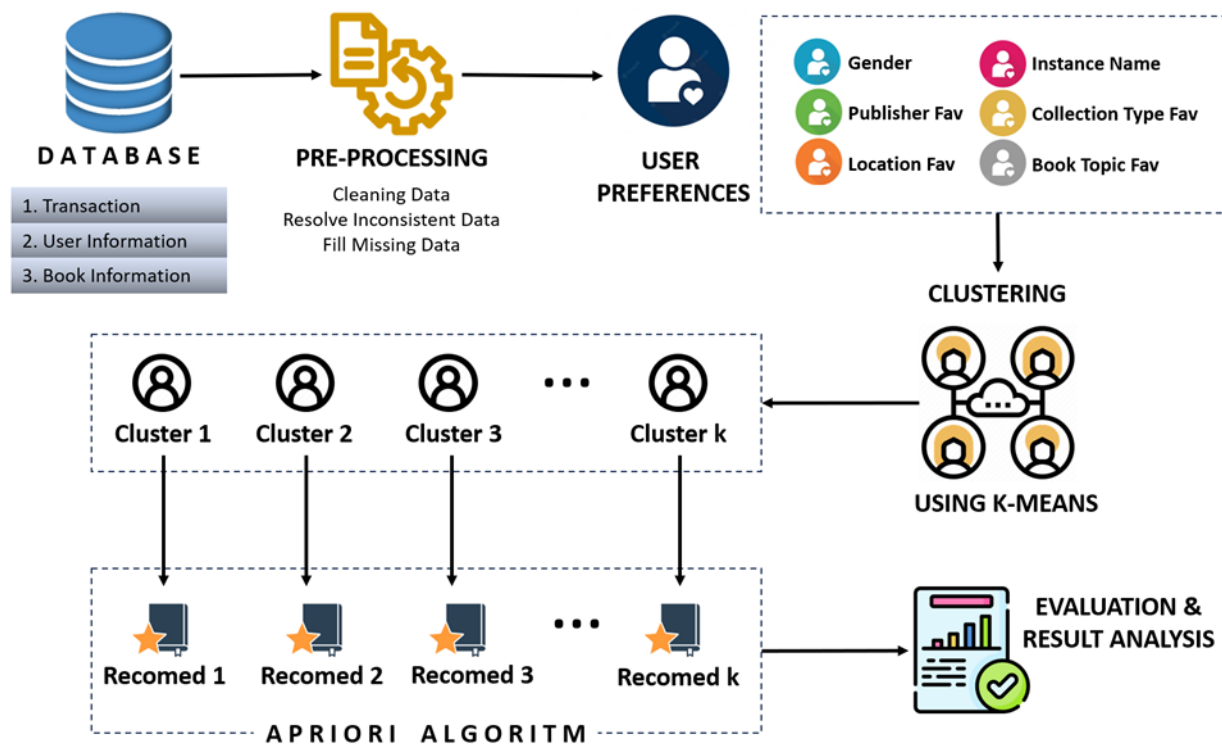 DATABASE
1. Transaction
2. User Information
3. Book Information
PRE-PROCESSING
Cleaning Data
Resolve Inconsistent Data
Fill Missing Data
USER
PREFERENCES
Gender
Instance Name
Publisher Fav
Collection Type Fav
Location Fav
Book Topic Fav
CLUSTERING
USING K-MEANS
Cluster 1
Cluster 2
Cluster 3
...
Cluster k
Recomed 1
Recomed 2
Recomed 3
...
Recomed k
APRIORI ALGORITM
EVALUATION &
RESULT ANALYSIS